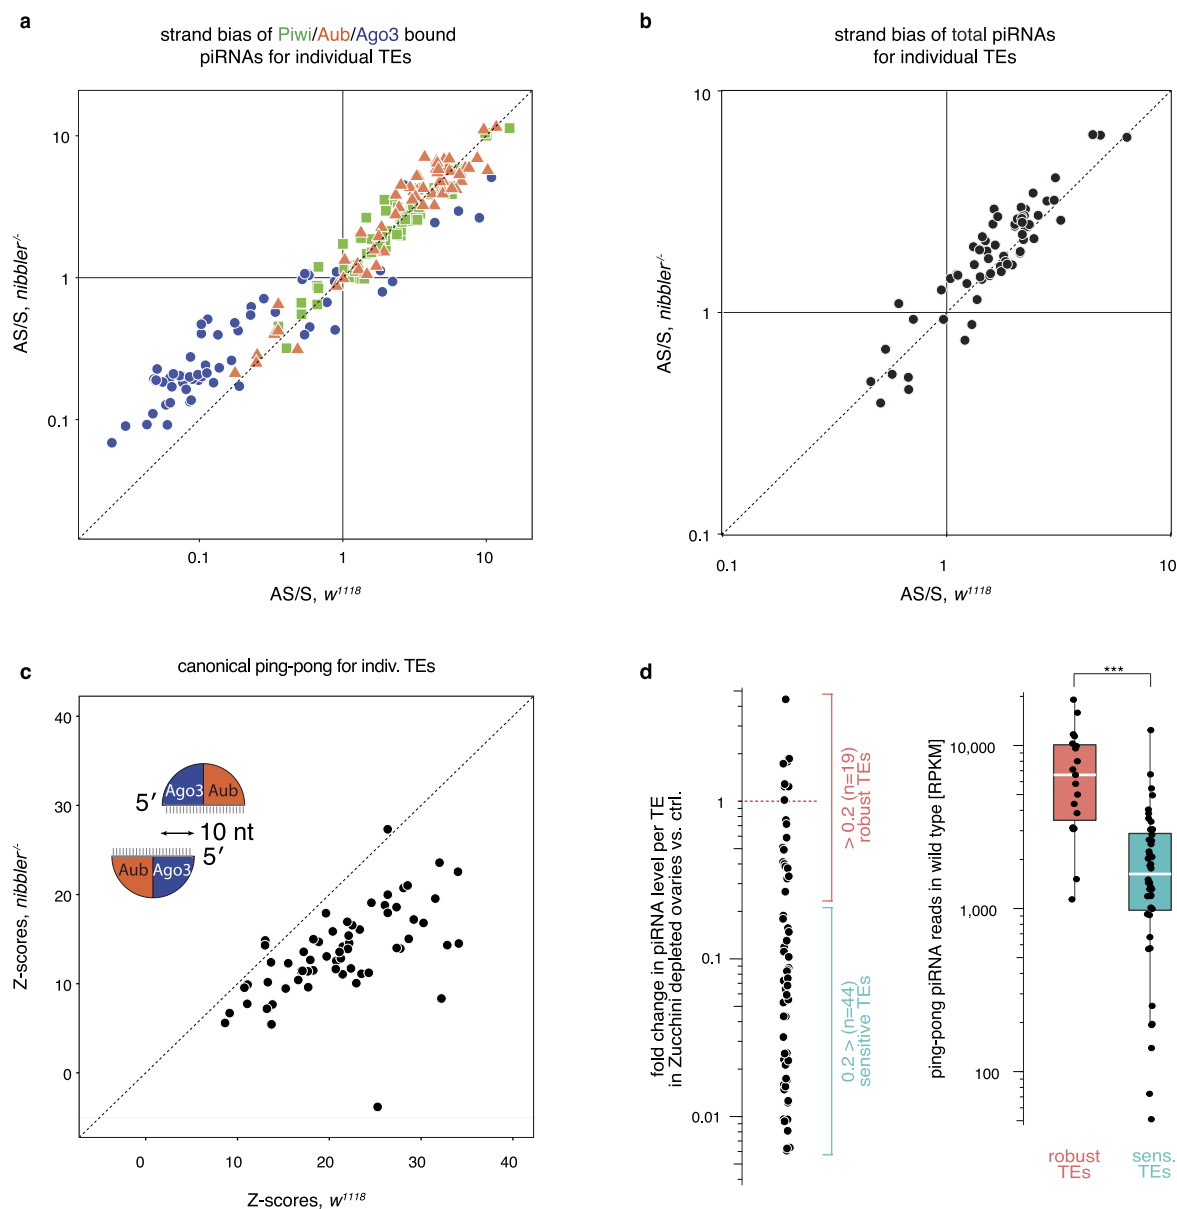 a
strand bias of Piwi/Aub/Ago3 bound
piRNAs for individual TEs
10
1
0.1
AS/S, nibbler-/-
0.1
1
10
AS/S, w1118
b
strand bias of total piRNAs
for individual TEs
10
1
0.1
AS/S, nibbler-/-
0.1
1
10
AS/S, w1118
c
canonical ping-pong for indiv. TEs
40
30
20
10
0
Z-scores, nibbler-/-
Ago3 Aub
5′
10 nt
5′
Aub Ago3
0
10
20
30
40
Z-scores, w1118
d
fold change in piRNA level per TE
in Zucchini depleted ovaries vs. ctrl.
1
0.1
0.01
> 0.2 (n=19)
robust TEs
0.2 > (n=44)
sensitive TEs
ping-pong piRNA reads in wild type [RPKM]
10,000
1,000
100
***
robust
TEs
sens.
TEs